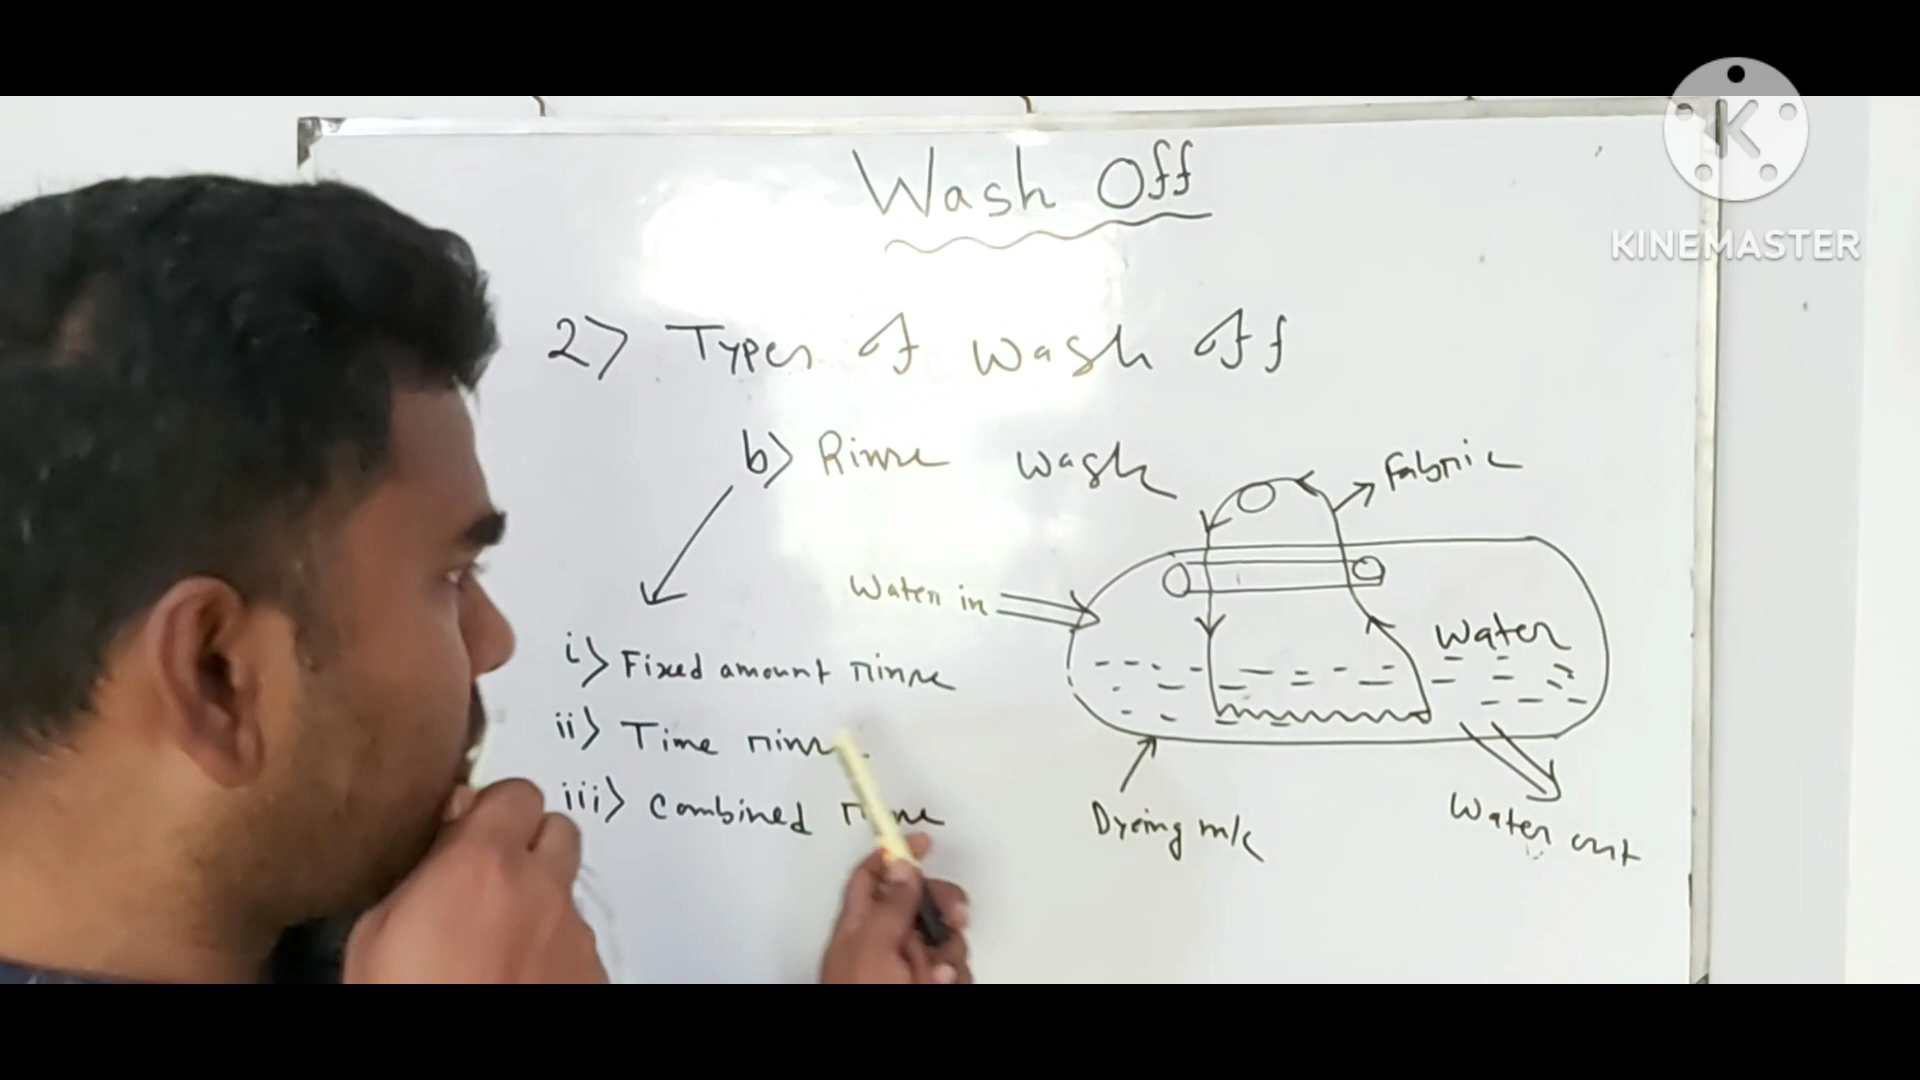 KINEMASTER
Wash Off
2) Types of wash off
b) Rinse wash
Fabric
Water in
Water
i) Fixed amount rinse
ii) Time rinse
iii) Combined rinse
Dyeing m/c
Water out